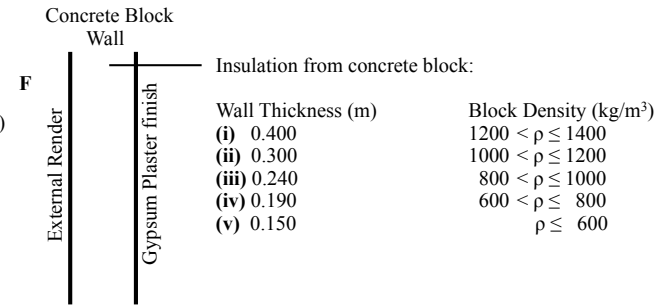 Concrete Block
Wall
F
)
External Render
Gypsum Plaster finish
Insulation from concrete block:
Wall Thickness (m) Block Density (kg/m³)
(i) 0.400 1200 < ρ ≤ 1400
(ii) 0.300 1000 < ρ ≤ 1200
(iii) 0.240 800 < ρ ≤ 1000
(iv) 0.190 600 < ρ ≤ 800
(v) 0.150 ρ ≤ 600